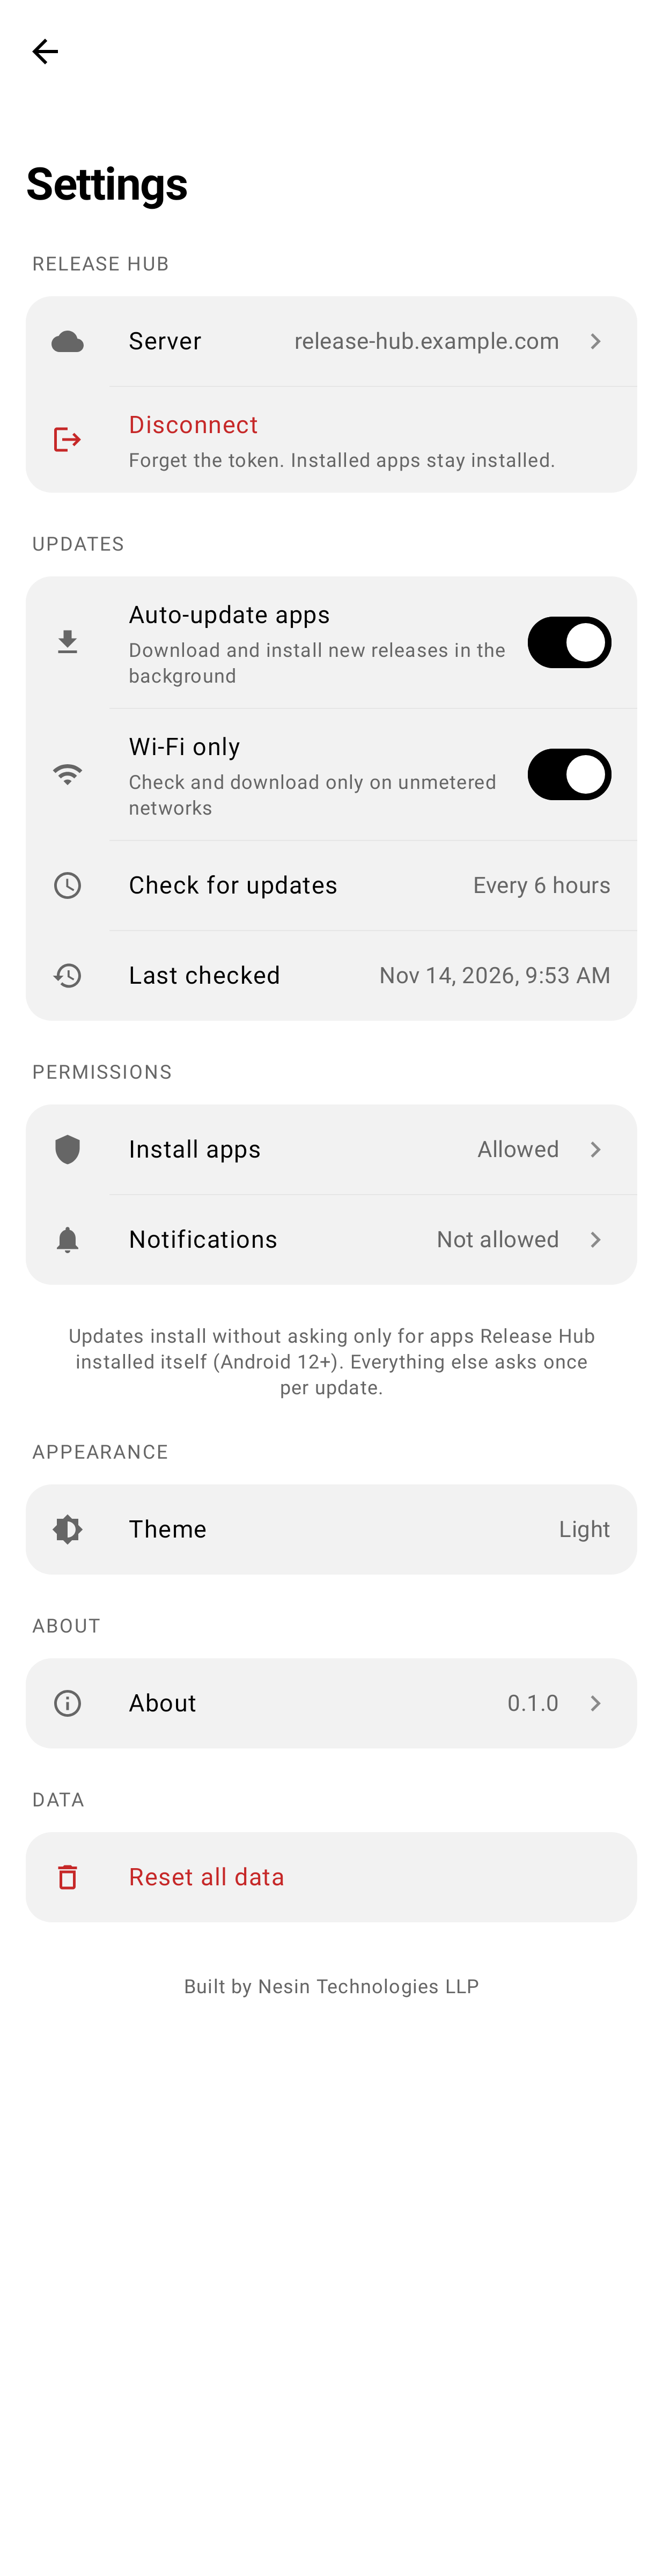 Settings
RELEASE HUB
Server release-hub.example.com
Disconnect
Forget the token. Installed apps stay installed.
UPDATES
Auto-update apps
Download and install new releases in the
background
Wi-Fi only
Check and download only on unmetered
networks
Check for updates Every 6 hours
Last checked Nov 14, 2026, 9:53 AM
PERMISSIONS
Install apps Allowed
Notifications Not allowed
Updates install without asking only for apps Release Hub
installed itself (Android 12+). Everything else asks once
per update.
APPEARANCE
Theme Light
ABOUT
About 0.1.0
DATA
Reset all data
Built by Nesin Technologies LLP